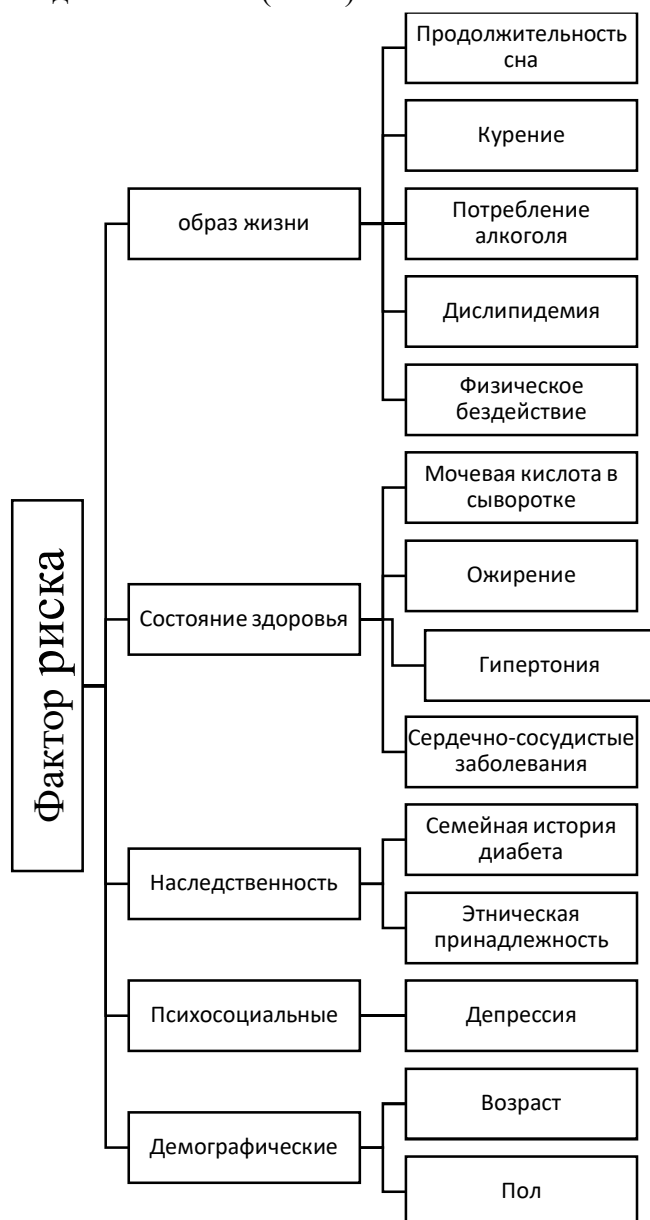 Продолжительность
сна
Курение
образ жизни
Потребление
алкоголя
Дислипидемия
Физическое
бездействие
Фактор риска
Мочевая кислота в
сыворотке
Ожирение
Состояние здоровья
Гипертония
Сердечно-сосудистые
заболевания
Семейная история
диабета
Наследственность
Этническая
принадлежность
Психосоциальные
Депрессия
Возраст
Демографические
Пол